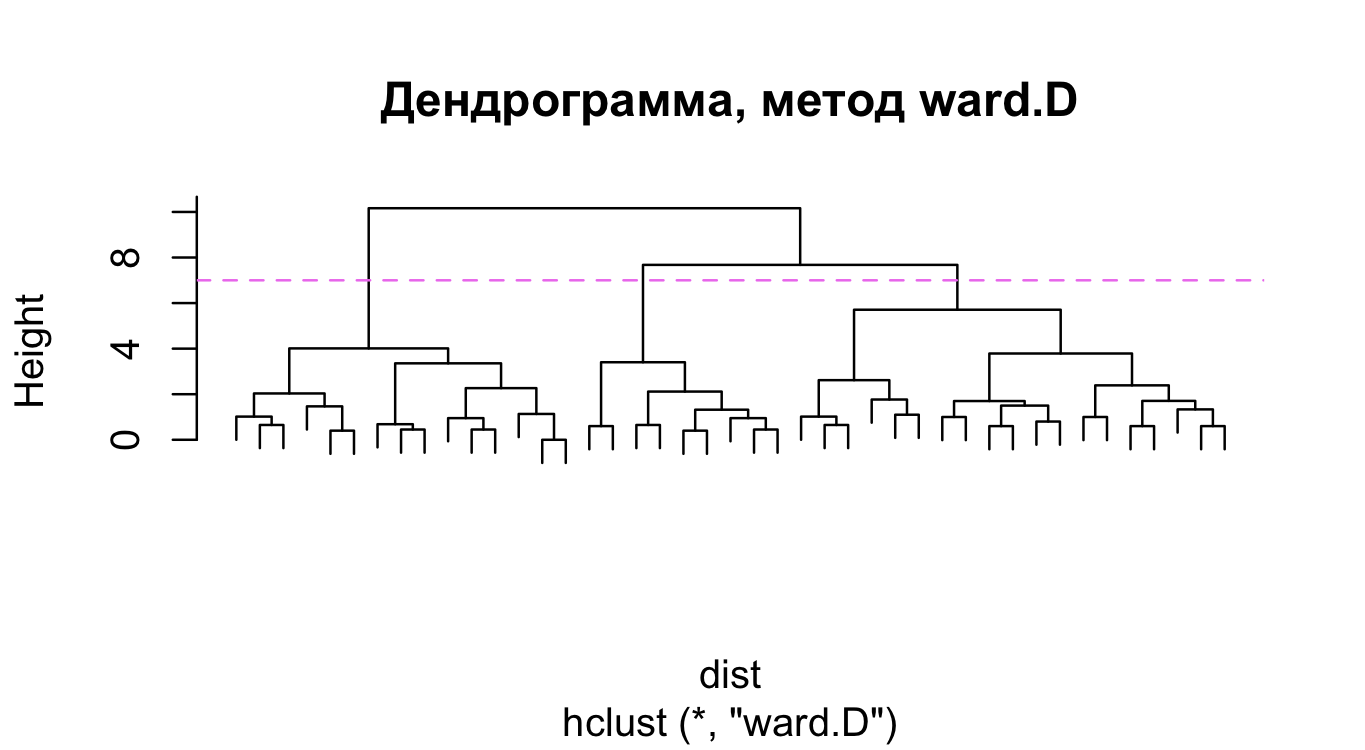 Дендрограмма, метод ward.D
Height
8
4
0
dist
hclust (*, "ward.D")